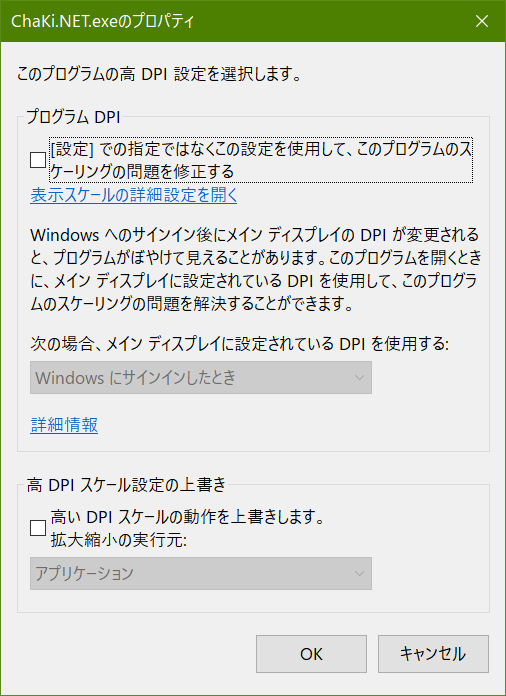 ChaKi.NET.exeのプロパティ
このプログラムの高 DPI 設定を選択します。
プログラム DPI
[設定] での指定ではなくこの設定を使用して、このプログラムのス
ケーリングの問題を修正する
表示スケールの詳細設定を開く
Windows へのサインイン後にメイン ディスプレイの DPI が変更される
と、プログラムがぼやけて見えることがあります。このプログラムを開くとき
に、メイン ディスプレイに設定されている DPI を使用して、このプログラ
ムのスケーリングの問題を解決することができます。
次の場合、メイン ディスプレイに設定されている DPI を使用する:
Windows にサインインしたとき
詳細情報
高 DPI スケール設定の上書き
高い DPI スケールの動作を上書きします。
拡大縮小の実行元:
アプリケーション
OK
キャンセル